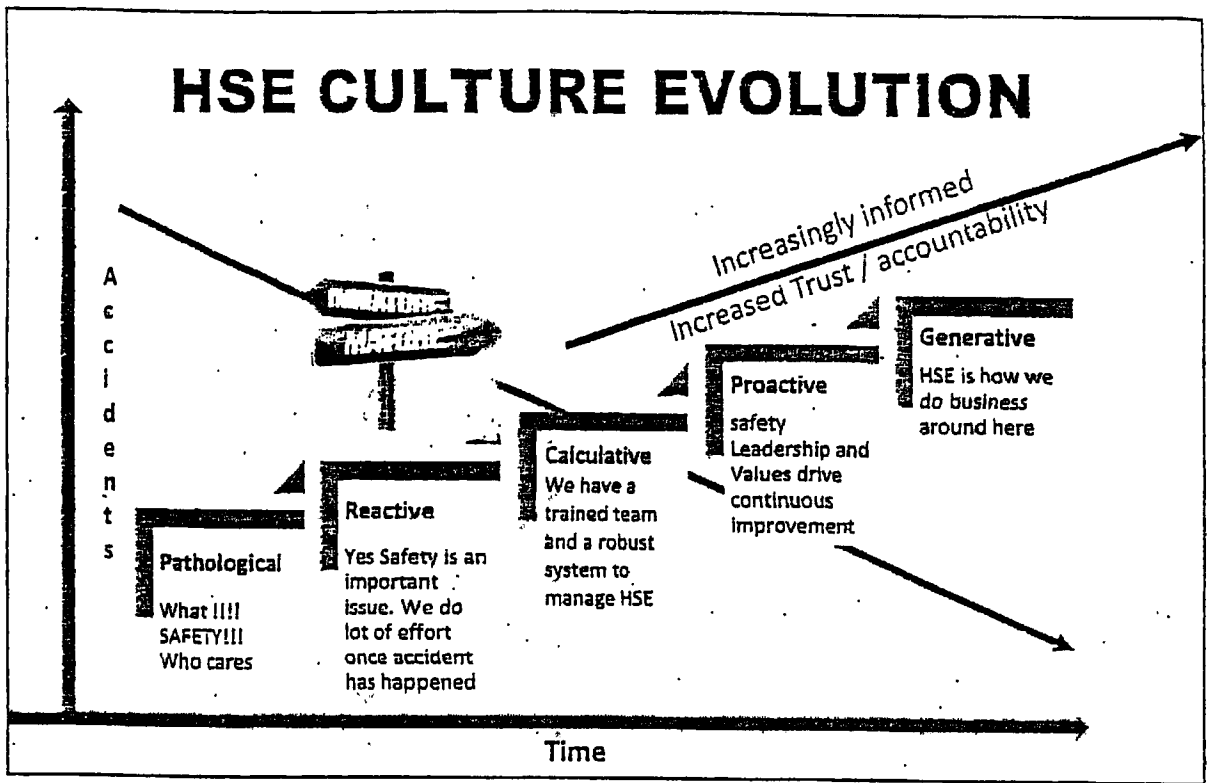 HSE CULTURE EVOLUTION
Accidents
Increasingly informed
Increased Trust / accountability
Pathological
What !!!!
SAFETY!!!
Who cares
Reactive
Yes Safety is an
important
issue. We do
lot of effort
once accident
has happened
Calculative
We have a
trained team
and a robust
system to
manage HSE
Proactive
safety
Leadership and
Values drive
continuous
improvement
Generative
HSE is how we
do business
around here
Time